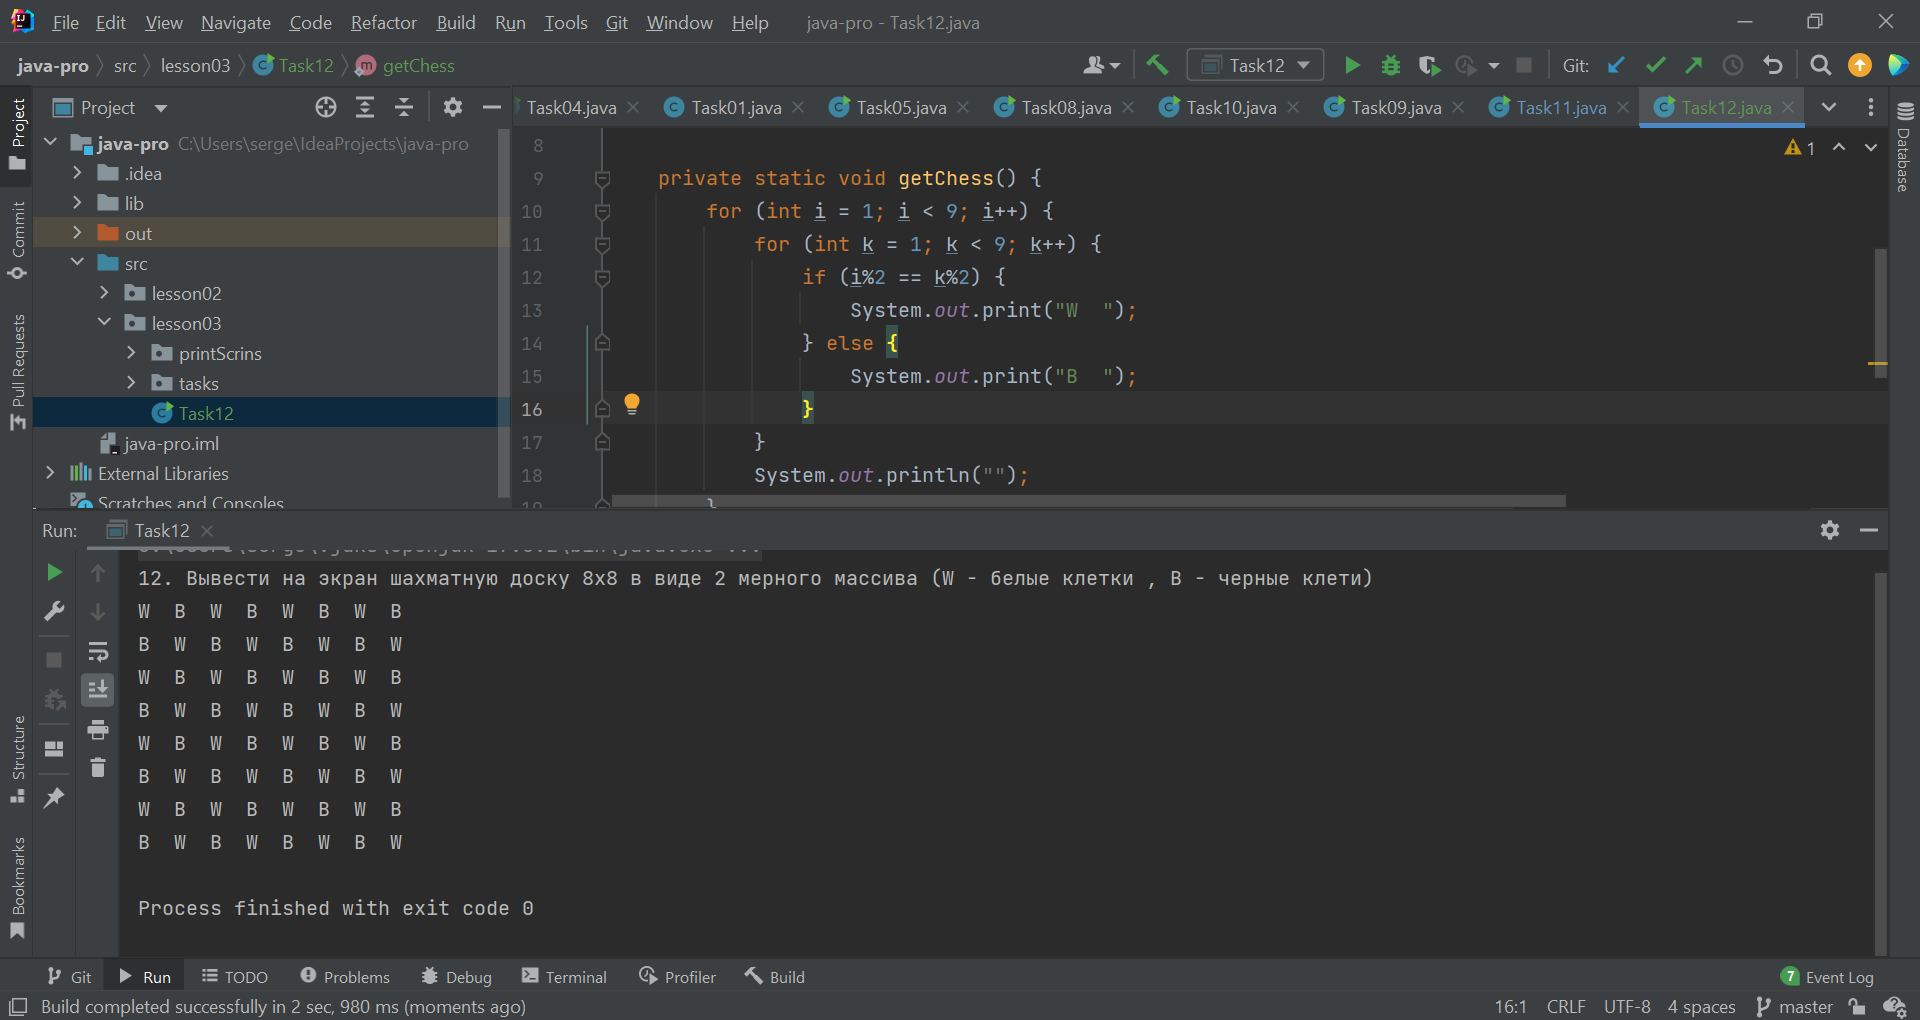 File Edit View Navigate Code Refactor Build Run Tools Git Window Help java-pro - Task12.java
java-pro src lesson03 Task12 getChess Task12 Git:
Project
Task04.java Task01.java Task05.java Task08.java Task10.java Task09.java Task11.java Task12.java
Project
Commit
Pull Requests
Structure
Bookmarks
Database
java-pro C:\Users\serge\IdeaProjects\java-pro
.idea
lib
out
src
lesson02
lesson03
printScrins
tasks
Task12
java-pro.iml
External Libraries
Scratches and Consoles
1
8
9 private static void getChess() {
10 for (int i = 1; i < 9; i++) {
11 for (int k = 1; k < 9; k++) {
12 if (i%2 == k%2) {
13 System.out.print("W  ");
14 } else {
15 System.out.print("B  ");
16 }
17 }
18 System.out.println("");
19 }
Run: Task12
12. Вывести на экран шахматную доску 8x8 в виде 2 мерного массива (W - белые клетки , B - черные клети)
W  B  W  B  W  B  W  B
B  W  B  W  B  W  B  W
W  B  W  B  W  B  W  B
B  W  B  W  B  W  B  W
W  B  W  B  W  B  W  B
B  W  B  W  B  W  B  W
W  B  W  B  W  B  W  B
B  W  B  W  B  W  B  W
Process finished with exit code 0
Git Run TODO Problems Debug Terminal Profiler Build 7 Event Log
Build completed successfully in 2 sec, 980 ms (moments ago) 16:1 CRLF UTF-8 4 spaces master